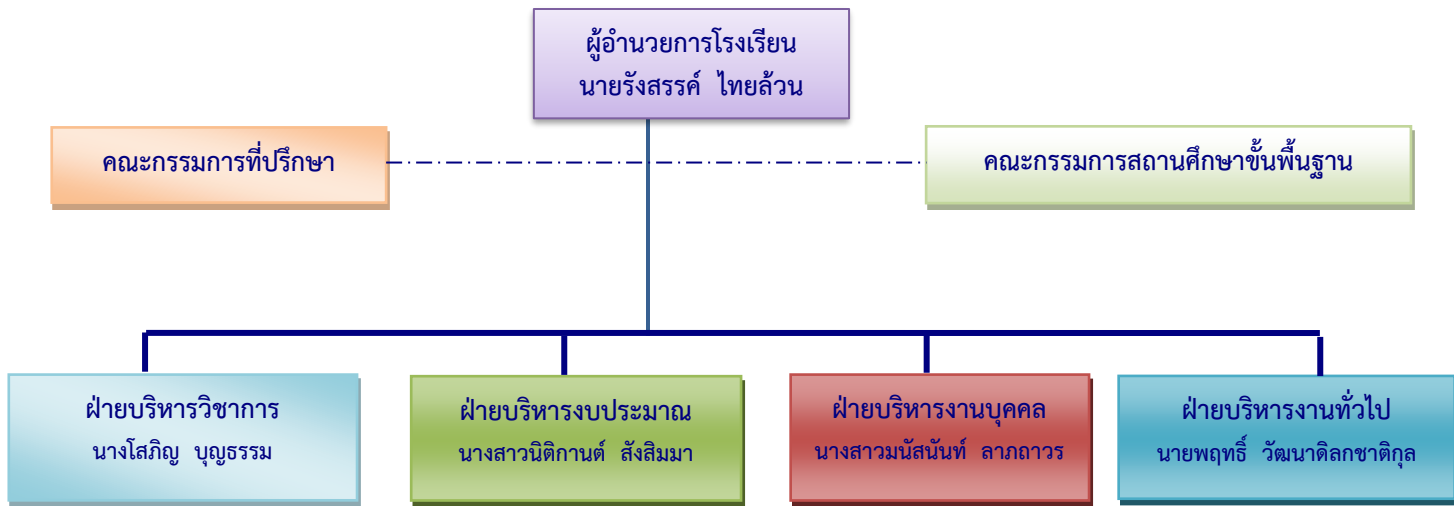 ผู้อำนวยการโรงเรียน
นายรังสรรค์ ไทยล้วน
คณะกรรมการที่ปรึกษา
คณะกรรมการสถานศึกษาขั้นพื้นฐาน
ฝ่ายบริหารวิชาการ
นางโสภิญ บุญธรรม
ฝ่ายบริหารงบประมาณ
นางสาวนิติกานต์ สังสิมมา
ฝ่ายบริหารงานบุคคล
นางสาวมนัสนันท์ ลาภถาวร
ฝ่ายบริหารงานทั่วไป
นายพฤทธิ์ วัฒนาดิลกชาติกุล